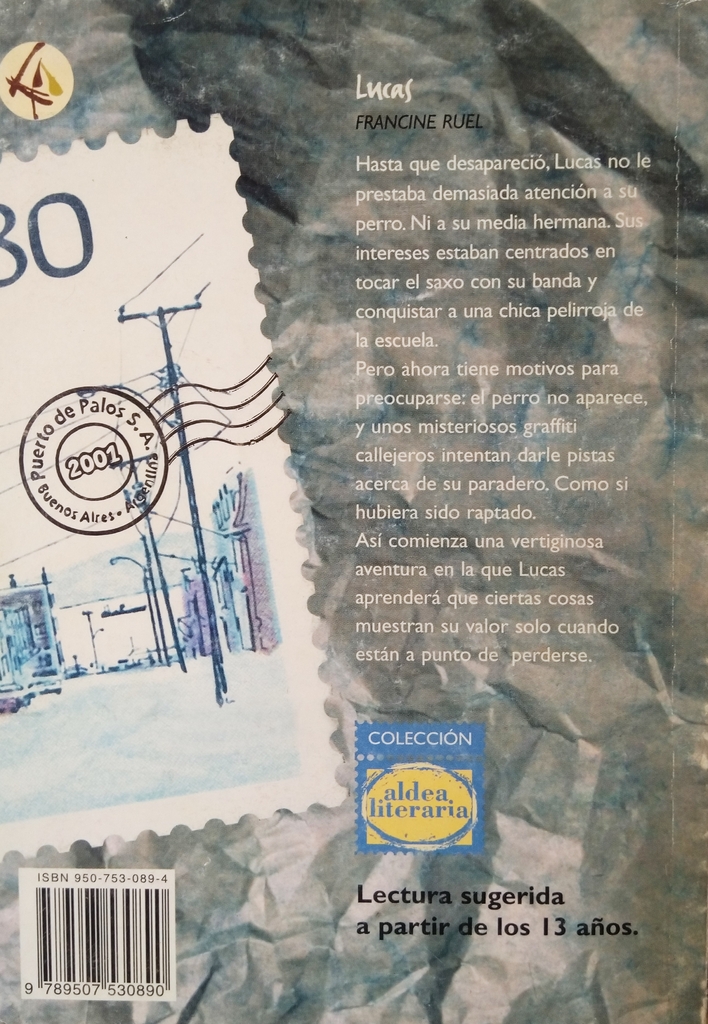 Lucas
FRANCINE RUEL
Hasta que desapareció, Lucas no le
prestaba demasiada atención a su
perro. Ni a su media hermana. Sus
intereses estaban centrados en
tocar el saxo con su banda y
conquistar a una chica pelirroja de
la escuela.
Pero ahora tiene motivos para
preocuparse: el perro no aparece,
y unos misteriosos graffiti
callejeros intentan darle pistas
acerca de su paradero. Como si
hubiera sido raptado.
Así comienza una vertiginosa
aventura en la que Lucas
aprenderá que ciertas cosas
muestran su valor solo cuando
están a punto de perderse.
80
Puerto de Palos S.A.
2001
Buenos Aires • Argentina
COLECCIÓN
aldea
literaria
Lectura sugerida
a partir de los 13 años.
ISBN 950-753-089-4
9 789507 530890